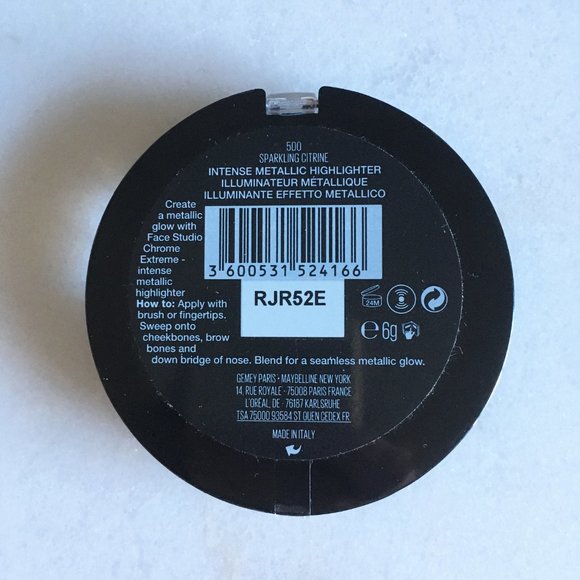 500
SPARKLING CITRINE
INTENSE METALLIC HIGHLIGHTER
ILLUMINATEUR MÉTALLIQUE
ILLUMINANTE EFFETTO METALLICO
Create
a metallic
glow with
Face Studio
Chrome
Extreme -
intense
metallic
highlighter
How to: Apply with
brush or fingertips.
Sweep onto
cheekbones, brow
bones and
down bridge of nose. Blend for a seamless metallic glow.
3 600531 524166
RJR52E
24M
e 6g
GEMEY PARIS - MAYBELLINE NEW YORK
14, RUE ROYALE - 75008 PARIS FRANCE
L'ORÉAL DE - 76187 KARLSRUHE
TSA 75000 93584 ST OUEN CEDEX FR
MADE IN ITALY